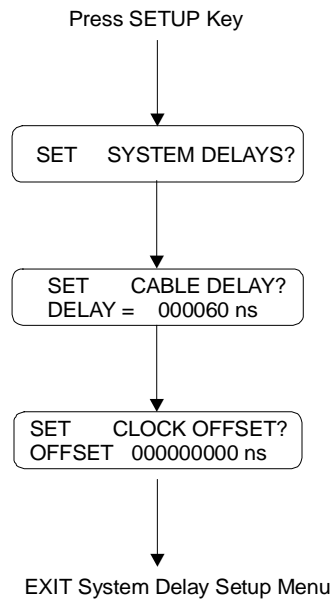 Press SETUP Key
SET SYSTEM DELAYS?
SET CABLE DELAY?
DELAY = 000060 ns
SET CLOCK OFFSET?
OFFSET 000000000 ns
EXIT System Delay Setup Menu